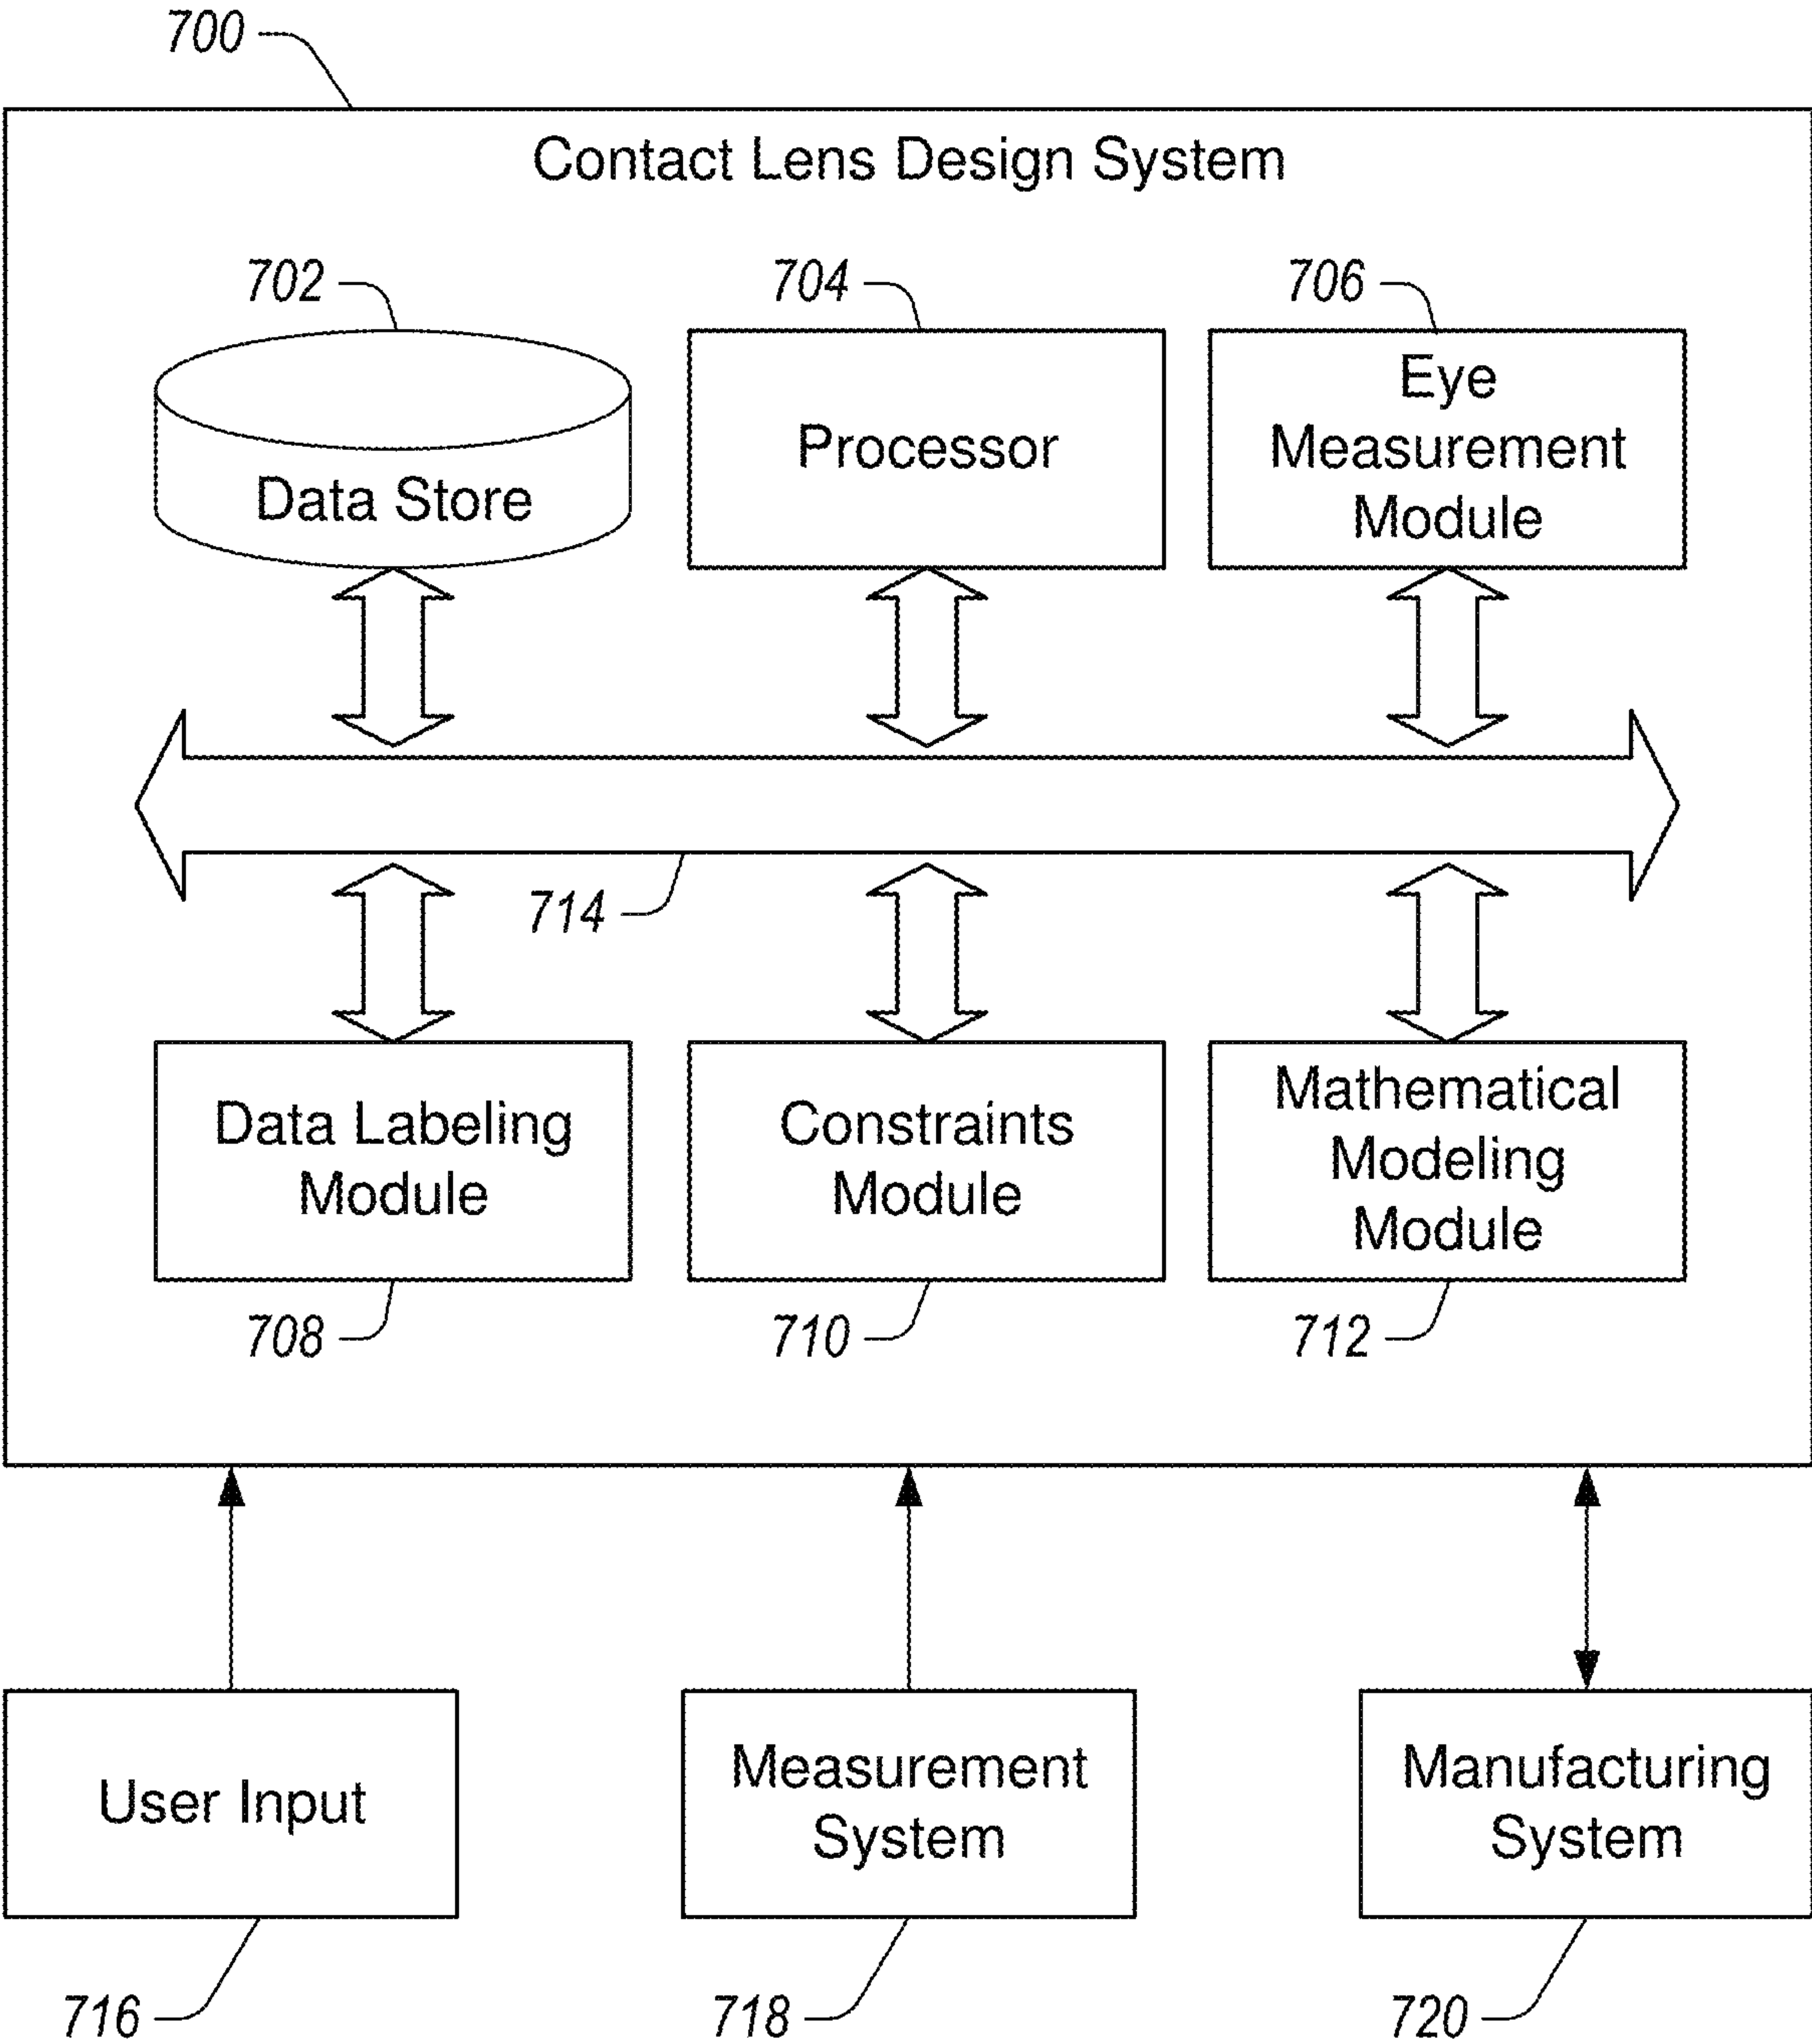 700
Contact Lens Design System
702
704
706
Data Store
Processor
Eye
Measurement
Module
714
Data Labeling
Module
Constraints
Module
Mathematical
Modeling
Module
708
710
712
User Input
Measurement
System
Manufacturing
System
716
718
720